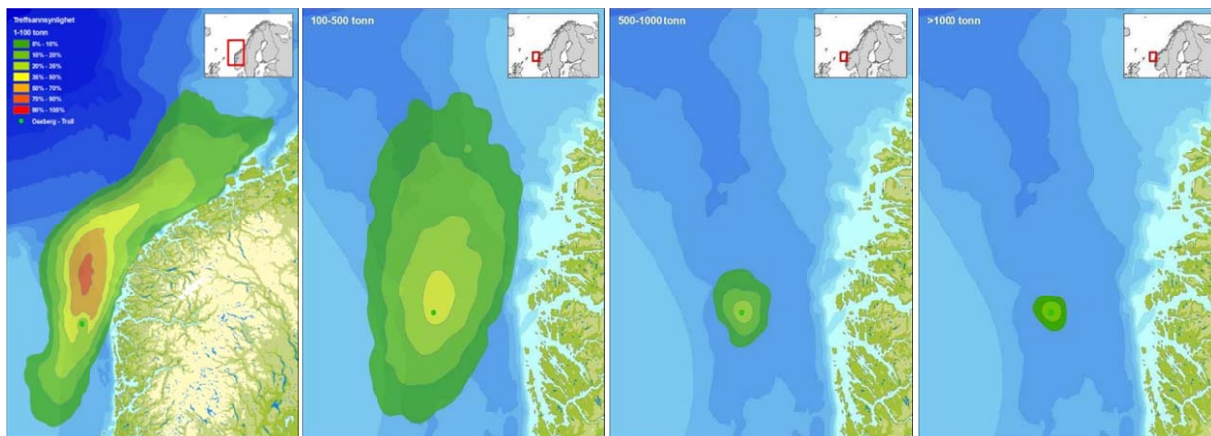 Treffsannsynlighet
1-100 tonn
5% - 10%
10% - 20%
20% - 35%
35% - 50%
50% - 70%
70% - 90%
90% - 100%
Oseberg - Troll
100-500 tonn
500-1000 tonn
>1000 tonn